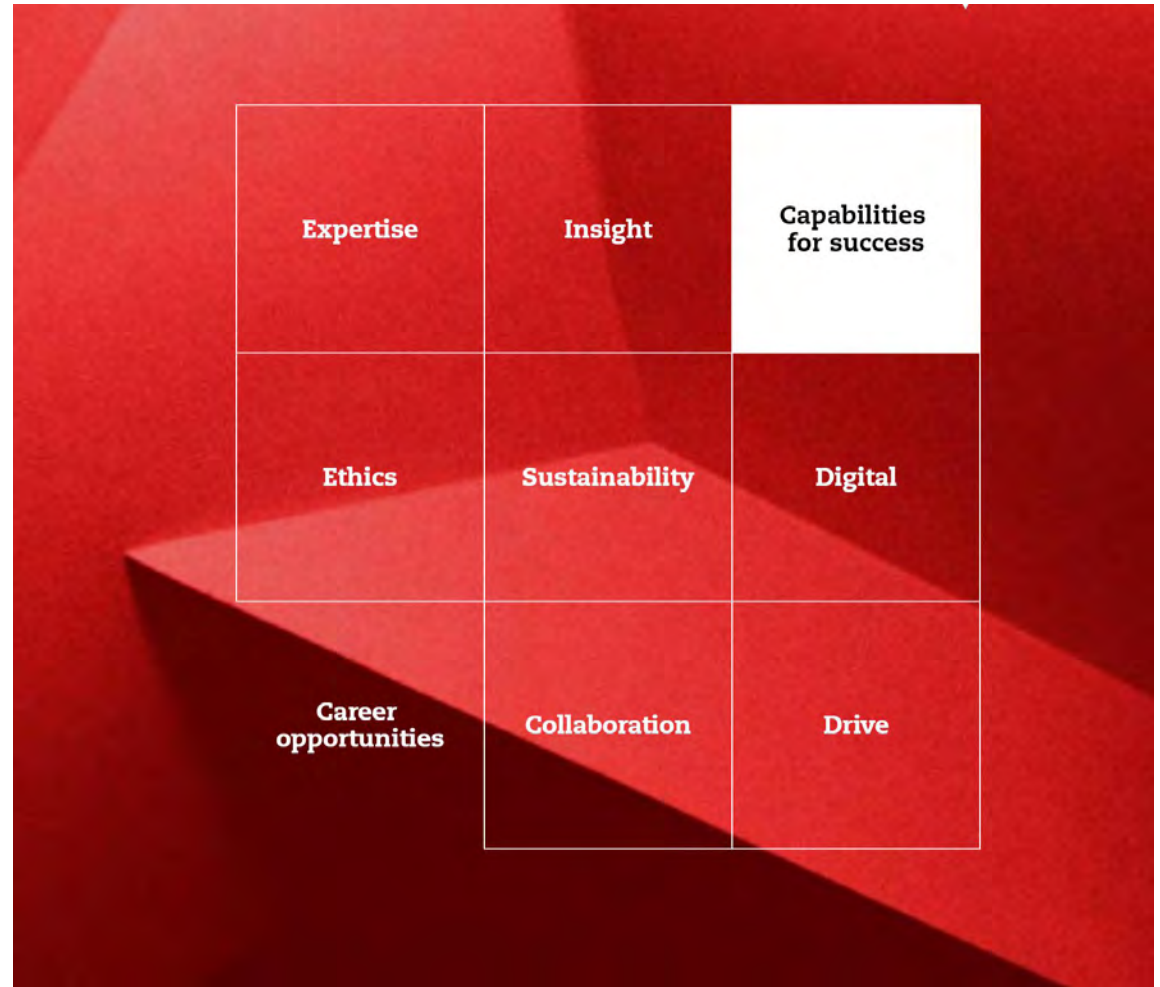 Expertise
Insight
Capabilities
for success
Ethics
Sustainability
Digital
Career
opportunities
Collaboration
Drive